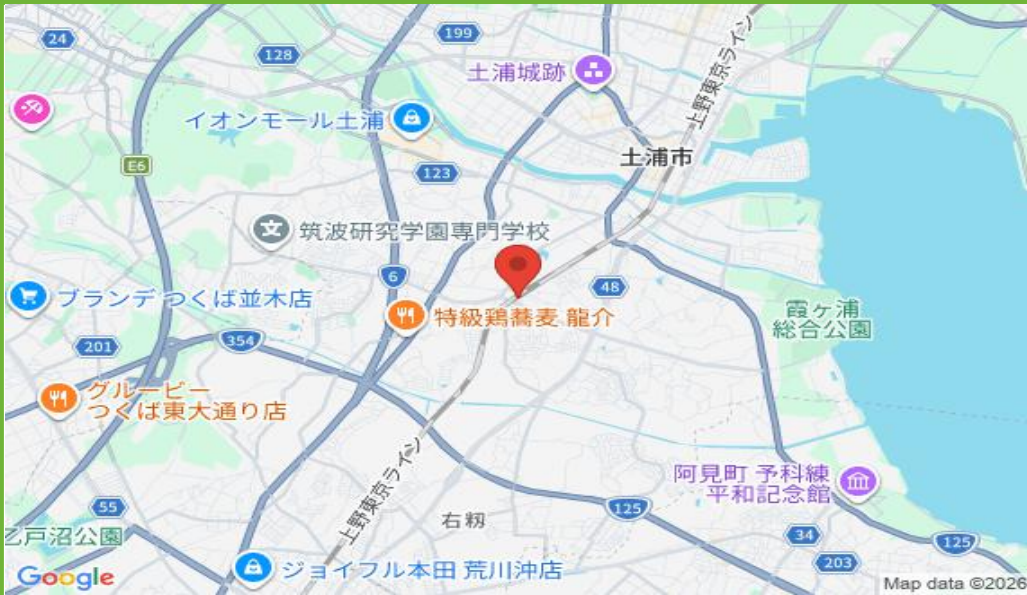 24
199
128
土浦城跡
上野東京ライン
イオンモール土浦
土浦市
E6
123
筑波研究学園専門学校
6
48
ブランデ つくば並木店
特級鶏蕎麦 龍介
霞ヶ浦
総合公園
201
354
グルービー
つくば東大通り店
上野東京ライン
阿見町 予科練
平和記念館
55
125
右籾
乙戸沼公園
34
125
203
ジョイフル本田 荒川沖店
Google
Map data ©2026